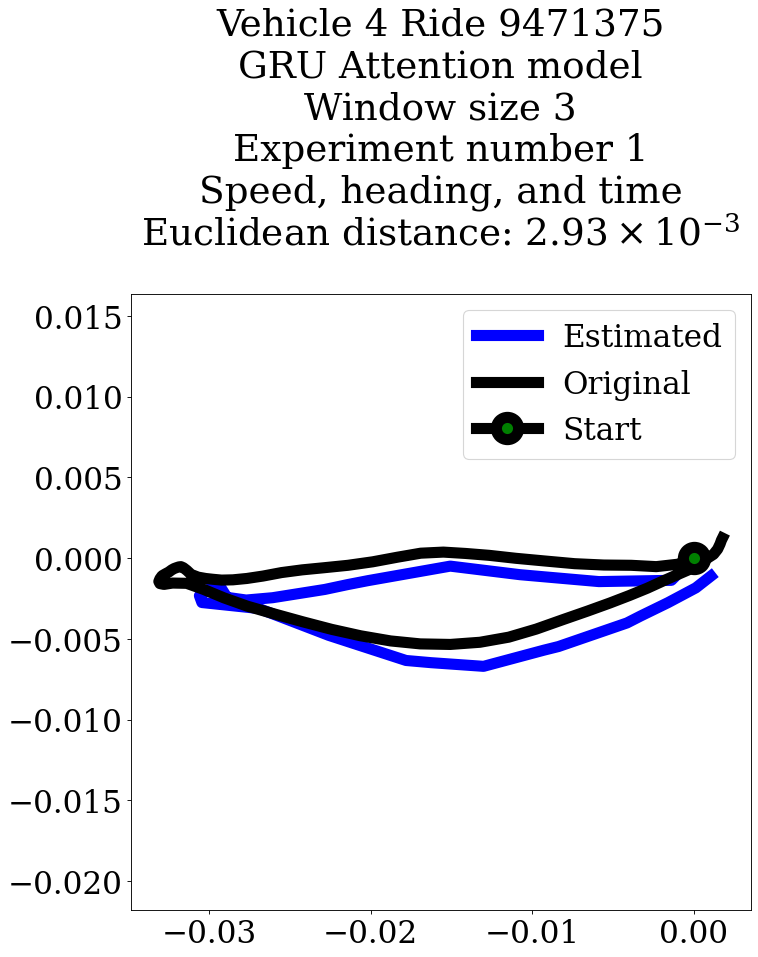 Vehicle 4 Ride 9471375
GRU Attention model
Window size 3
Experiment number 1
Speed, heading, and time
Euclidean distance: 2.93 × 10⁻³
Estimated
Original
Start
0.015
0.010
0.005
0.000
−0.005
−0.010
−0.015
−0.020
−0.03 −0.02 −0.01 0.00